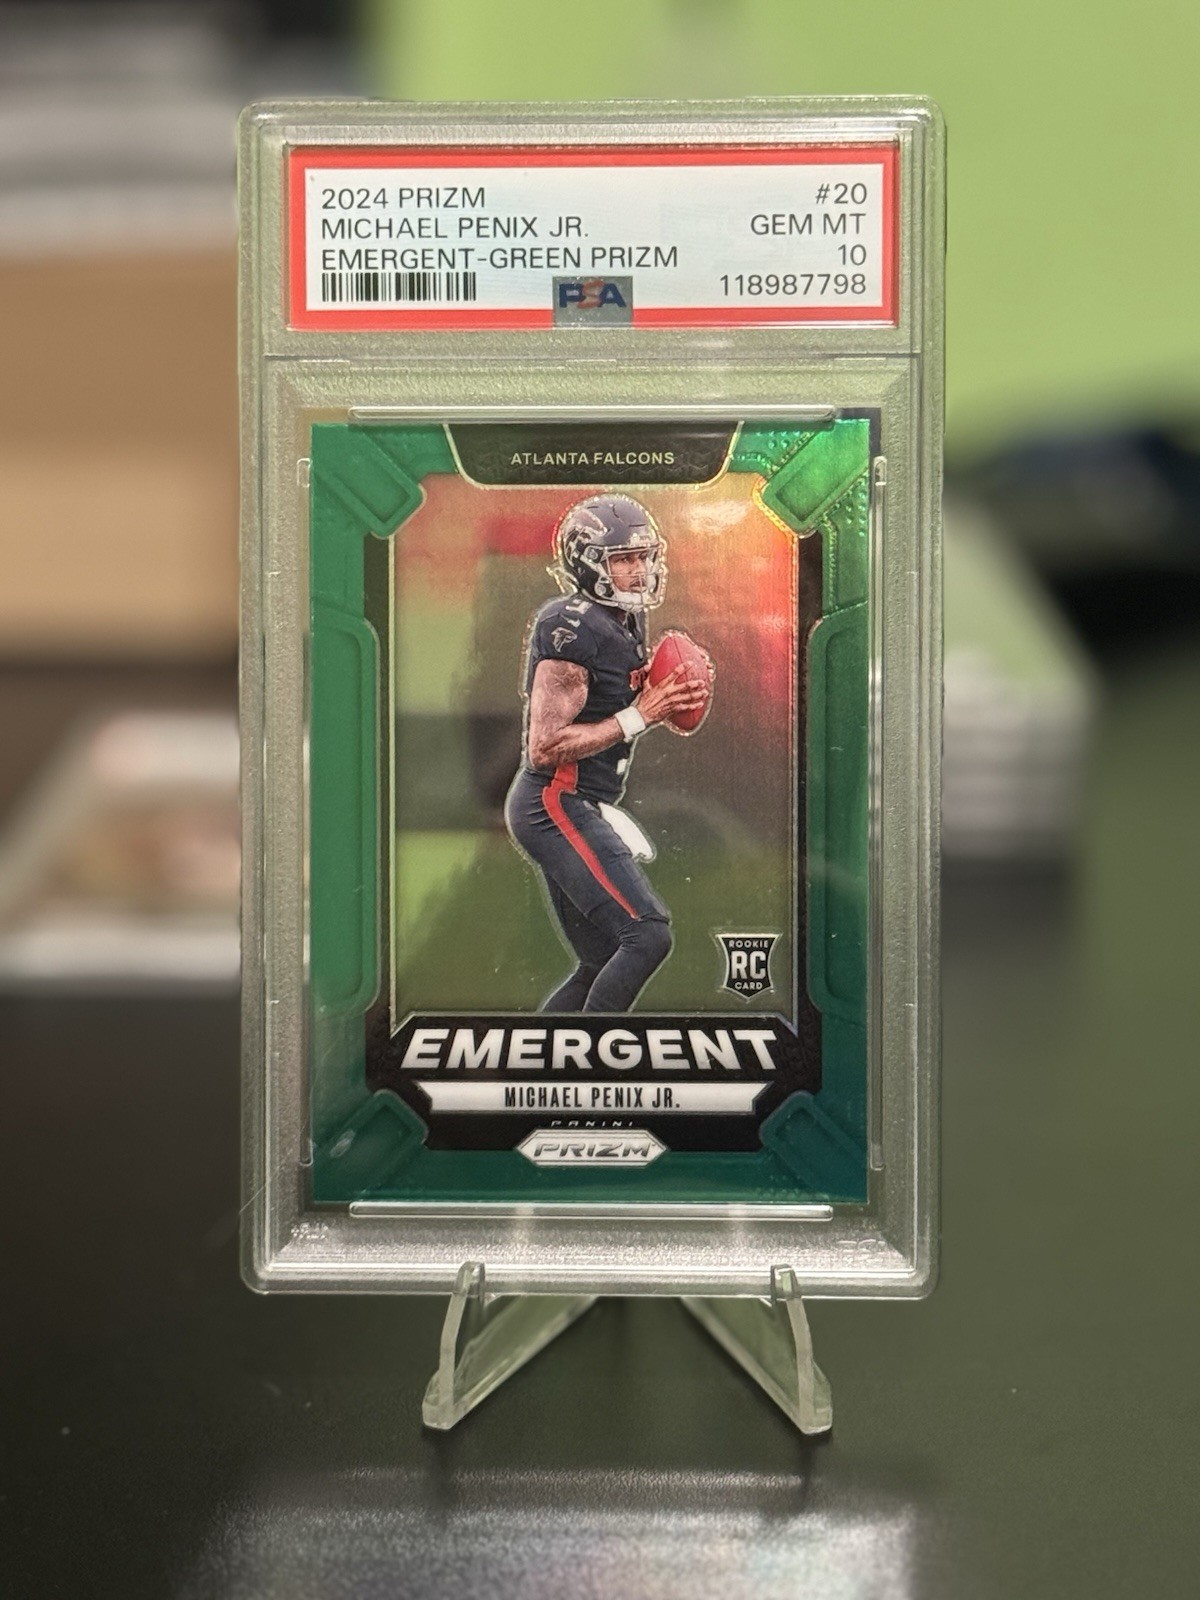 2024 PRIZM #20
MICHAEL PENIX JR. GEM MT
EMERGENT-GREEN PRIZM 10
PSA 118987798
ATLANTA FALCONS
ROOKIE
RC
CARD
EMERGENT
MICHAEL PENIX JR.
PANINI
PRIZM